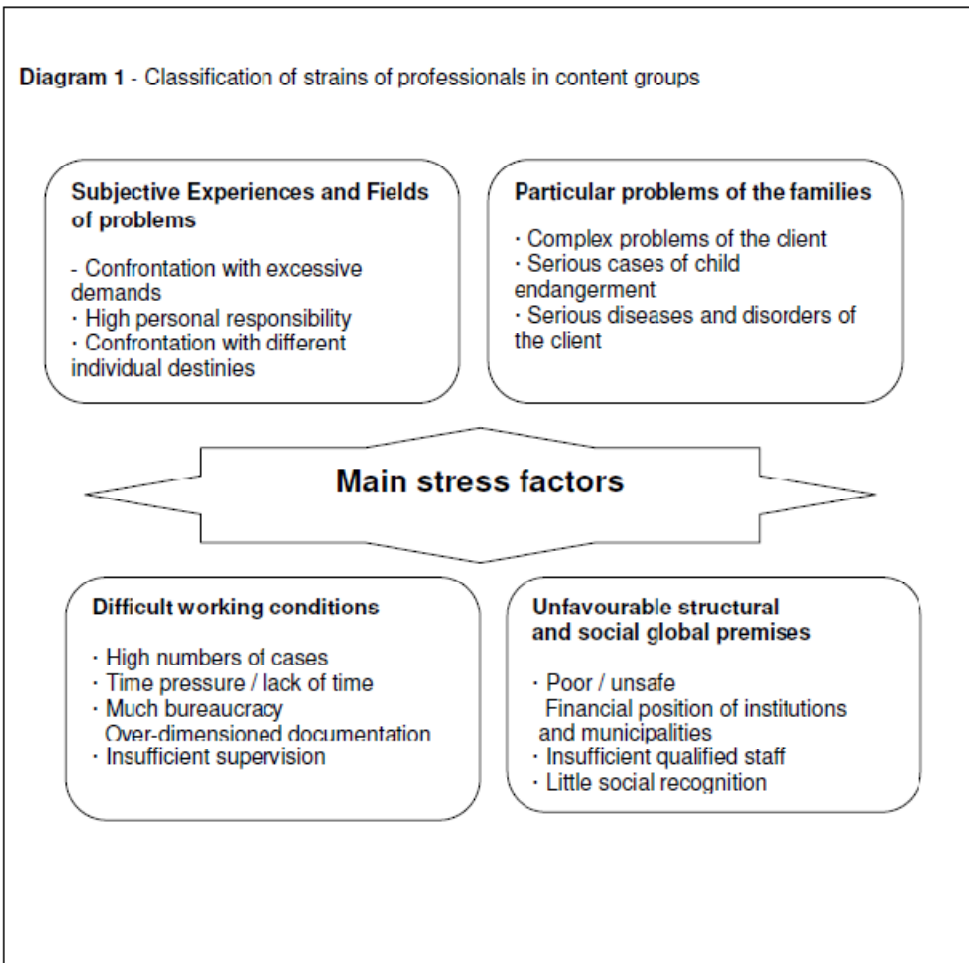 Diagram 1 - Classification of strains of professionals in content groups
Subjective Experiences and Fields
of problems
- Confrontation with excessive
demands
· High personal responsibility
· Confrontation with different
individual destinies
Particular problems of the families
· Complex problems of the client
· Serious cases of child
endangerment
· Serious diseases and disorders of
the client
Main stress factors
Difficult working conditions
· High numbers of cases
· Time pressure / lack of time
· Much bureaucracy
Over-dimensioned documentation
· Insufficient supervision
Unfavourable structural
and social global premises
· Poor / unsafe
Financial position of institutions
and municipalities
· Insufficient qualified staff
· Little social recognition